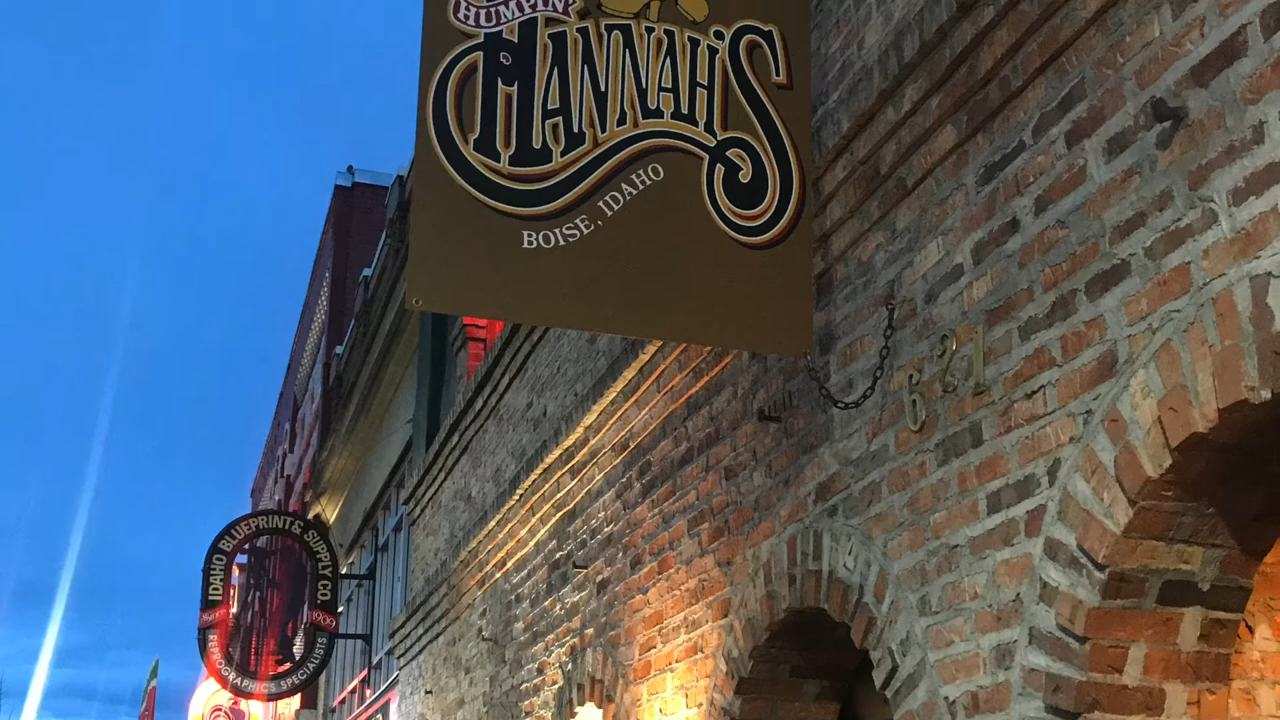 HUMPIN'
HANNAH'S
BOISE, IDAHO
621
IDAHO BLUEPRINT & SUPPLY CO.
1909
REPROGRAPHICS SPECIALISTS